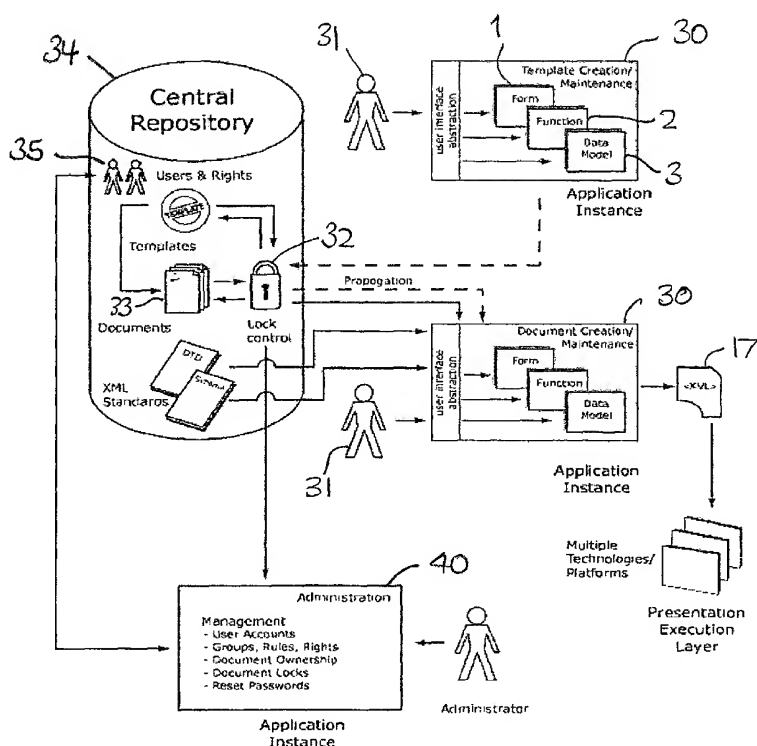 34
Central
Repository
35
Users & Rights
TEMPLATE
Templates
32
33
Documents
Lock
control
DTD
Schema
XML
Standards
31
1
30
Template Creation/
Maintenance
user interface
abstraction
Form
Function
2
Data
Model
3
Application
Instance
Propogation
30
Document Creation/
Maintenance
user interface
abstraction
Form
Function
Data
Model
17
<XML>
31
Application
Instance
Multiple
Technologies/
Platforms
Presentation
Execution
Layer
40
Administration
Management
- User Accounts
- Groups, Rules, Rights
- Document Ownership
- Document Locks
- Reset Passwords
Application
Instance
Administrator